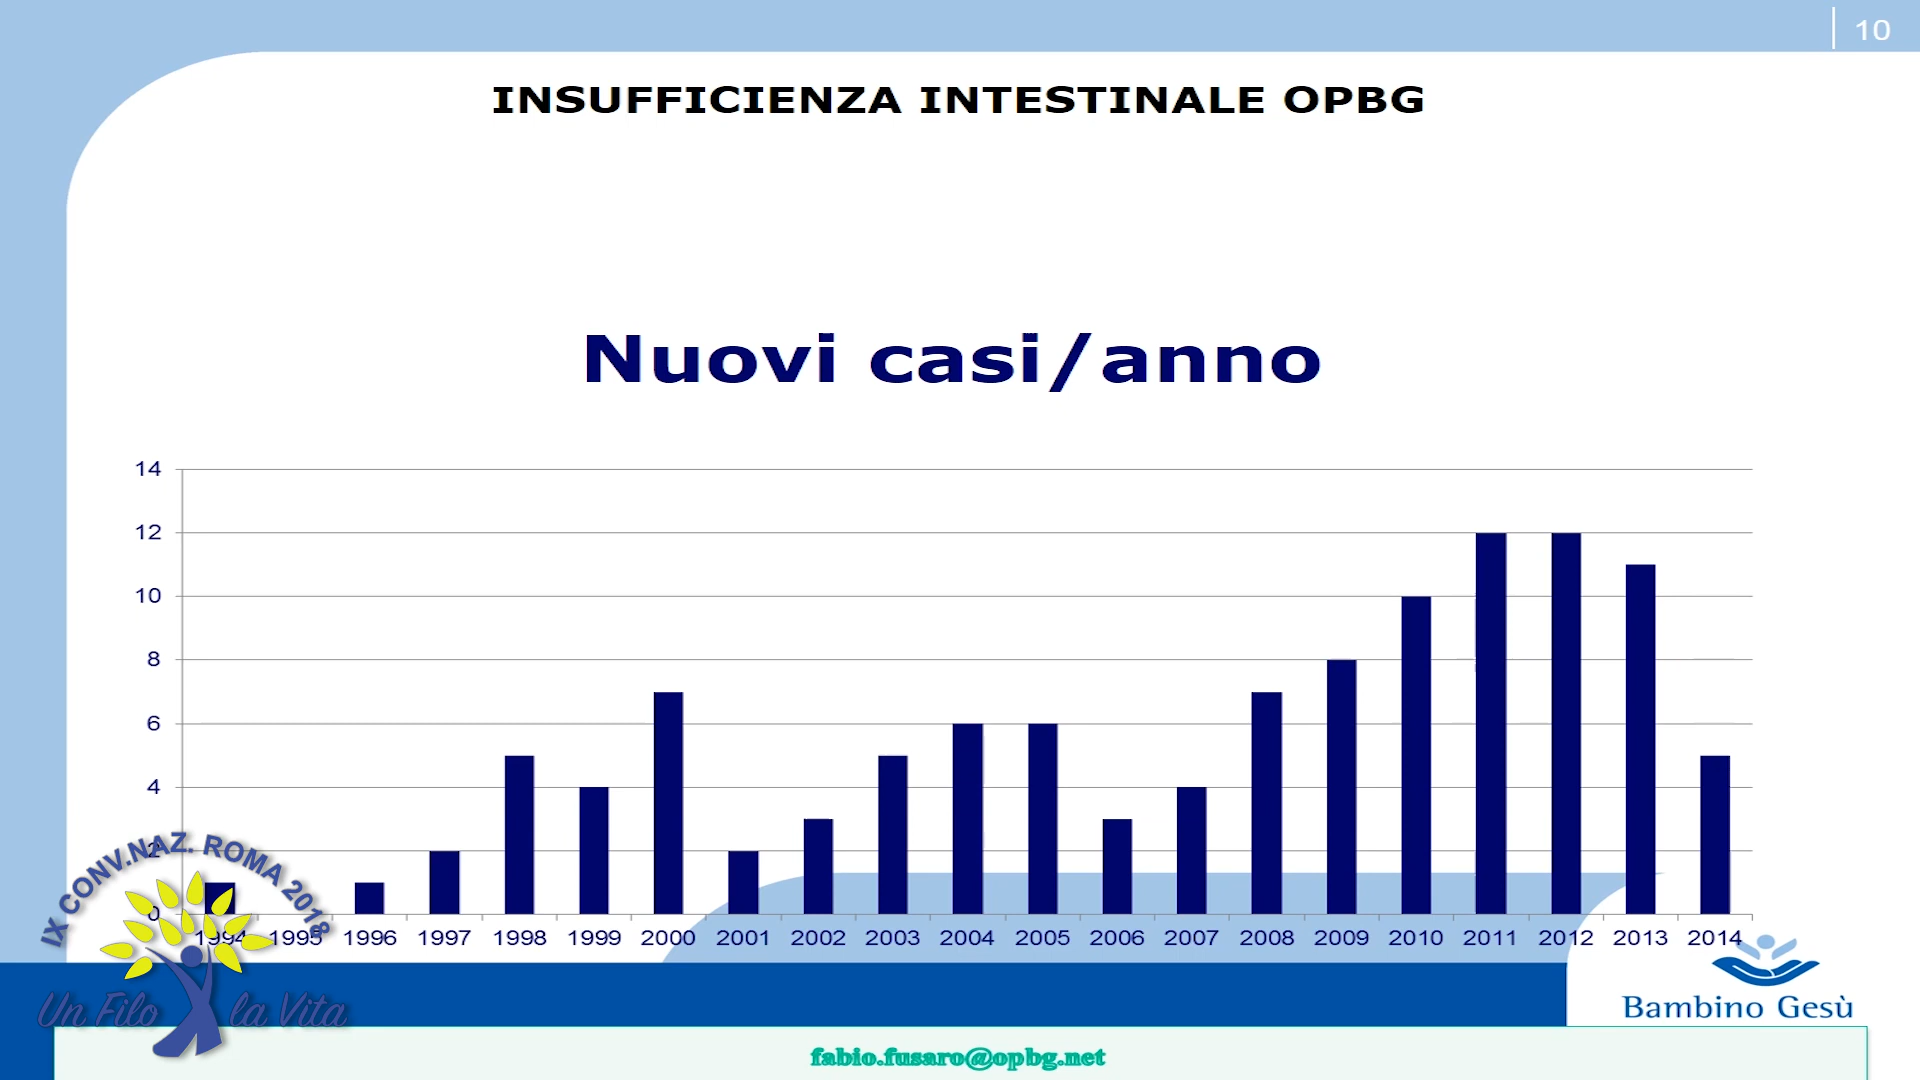 10
INSUFFICIENZA INTESTINALE OPBG
Nuovi casi/anno
14
12
10
8
6
4
2
0
1994 1995 1996 1997 1998 1999 2000 2001 2002 2003 2004 2005 2006 2007 2008 2009 2010 2011 2012 2013 2014
IX CONV.NAZ. ROMA 2018
Un Filo la Vita
Bambino Gesù
fabio.fusaro@opbg.net